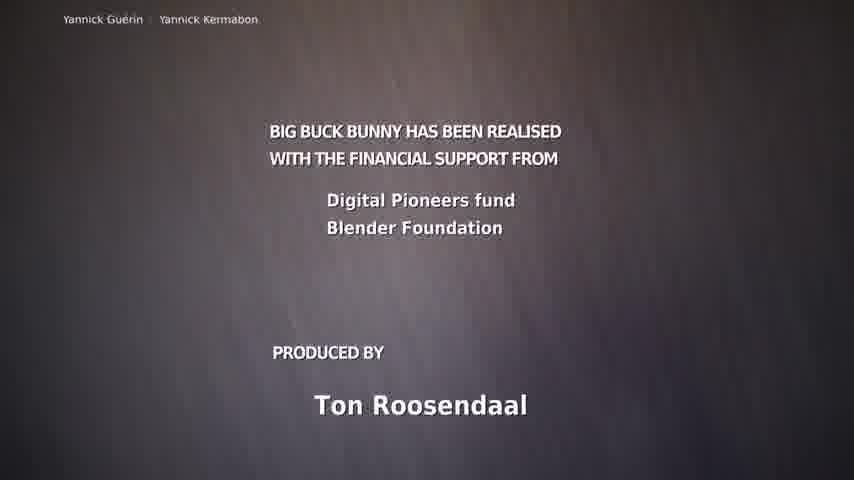 Yannick Guérin Yannick Kermabon
BIG BUCK BUNNY HAS BEEN REALISED
WITH THE FINANCIAL SUPPORT FROM
Digital Pioneers fund
Blender Foundation
PRODUCED BY
Ton Roosendaal